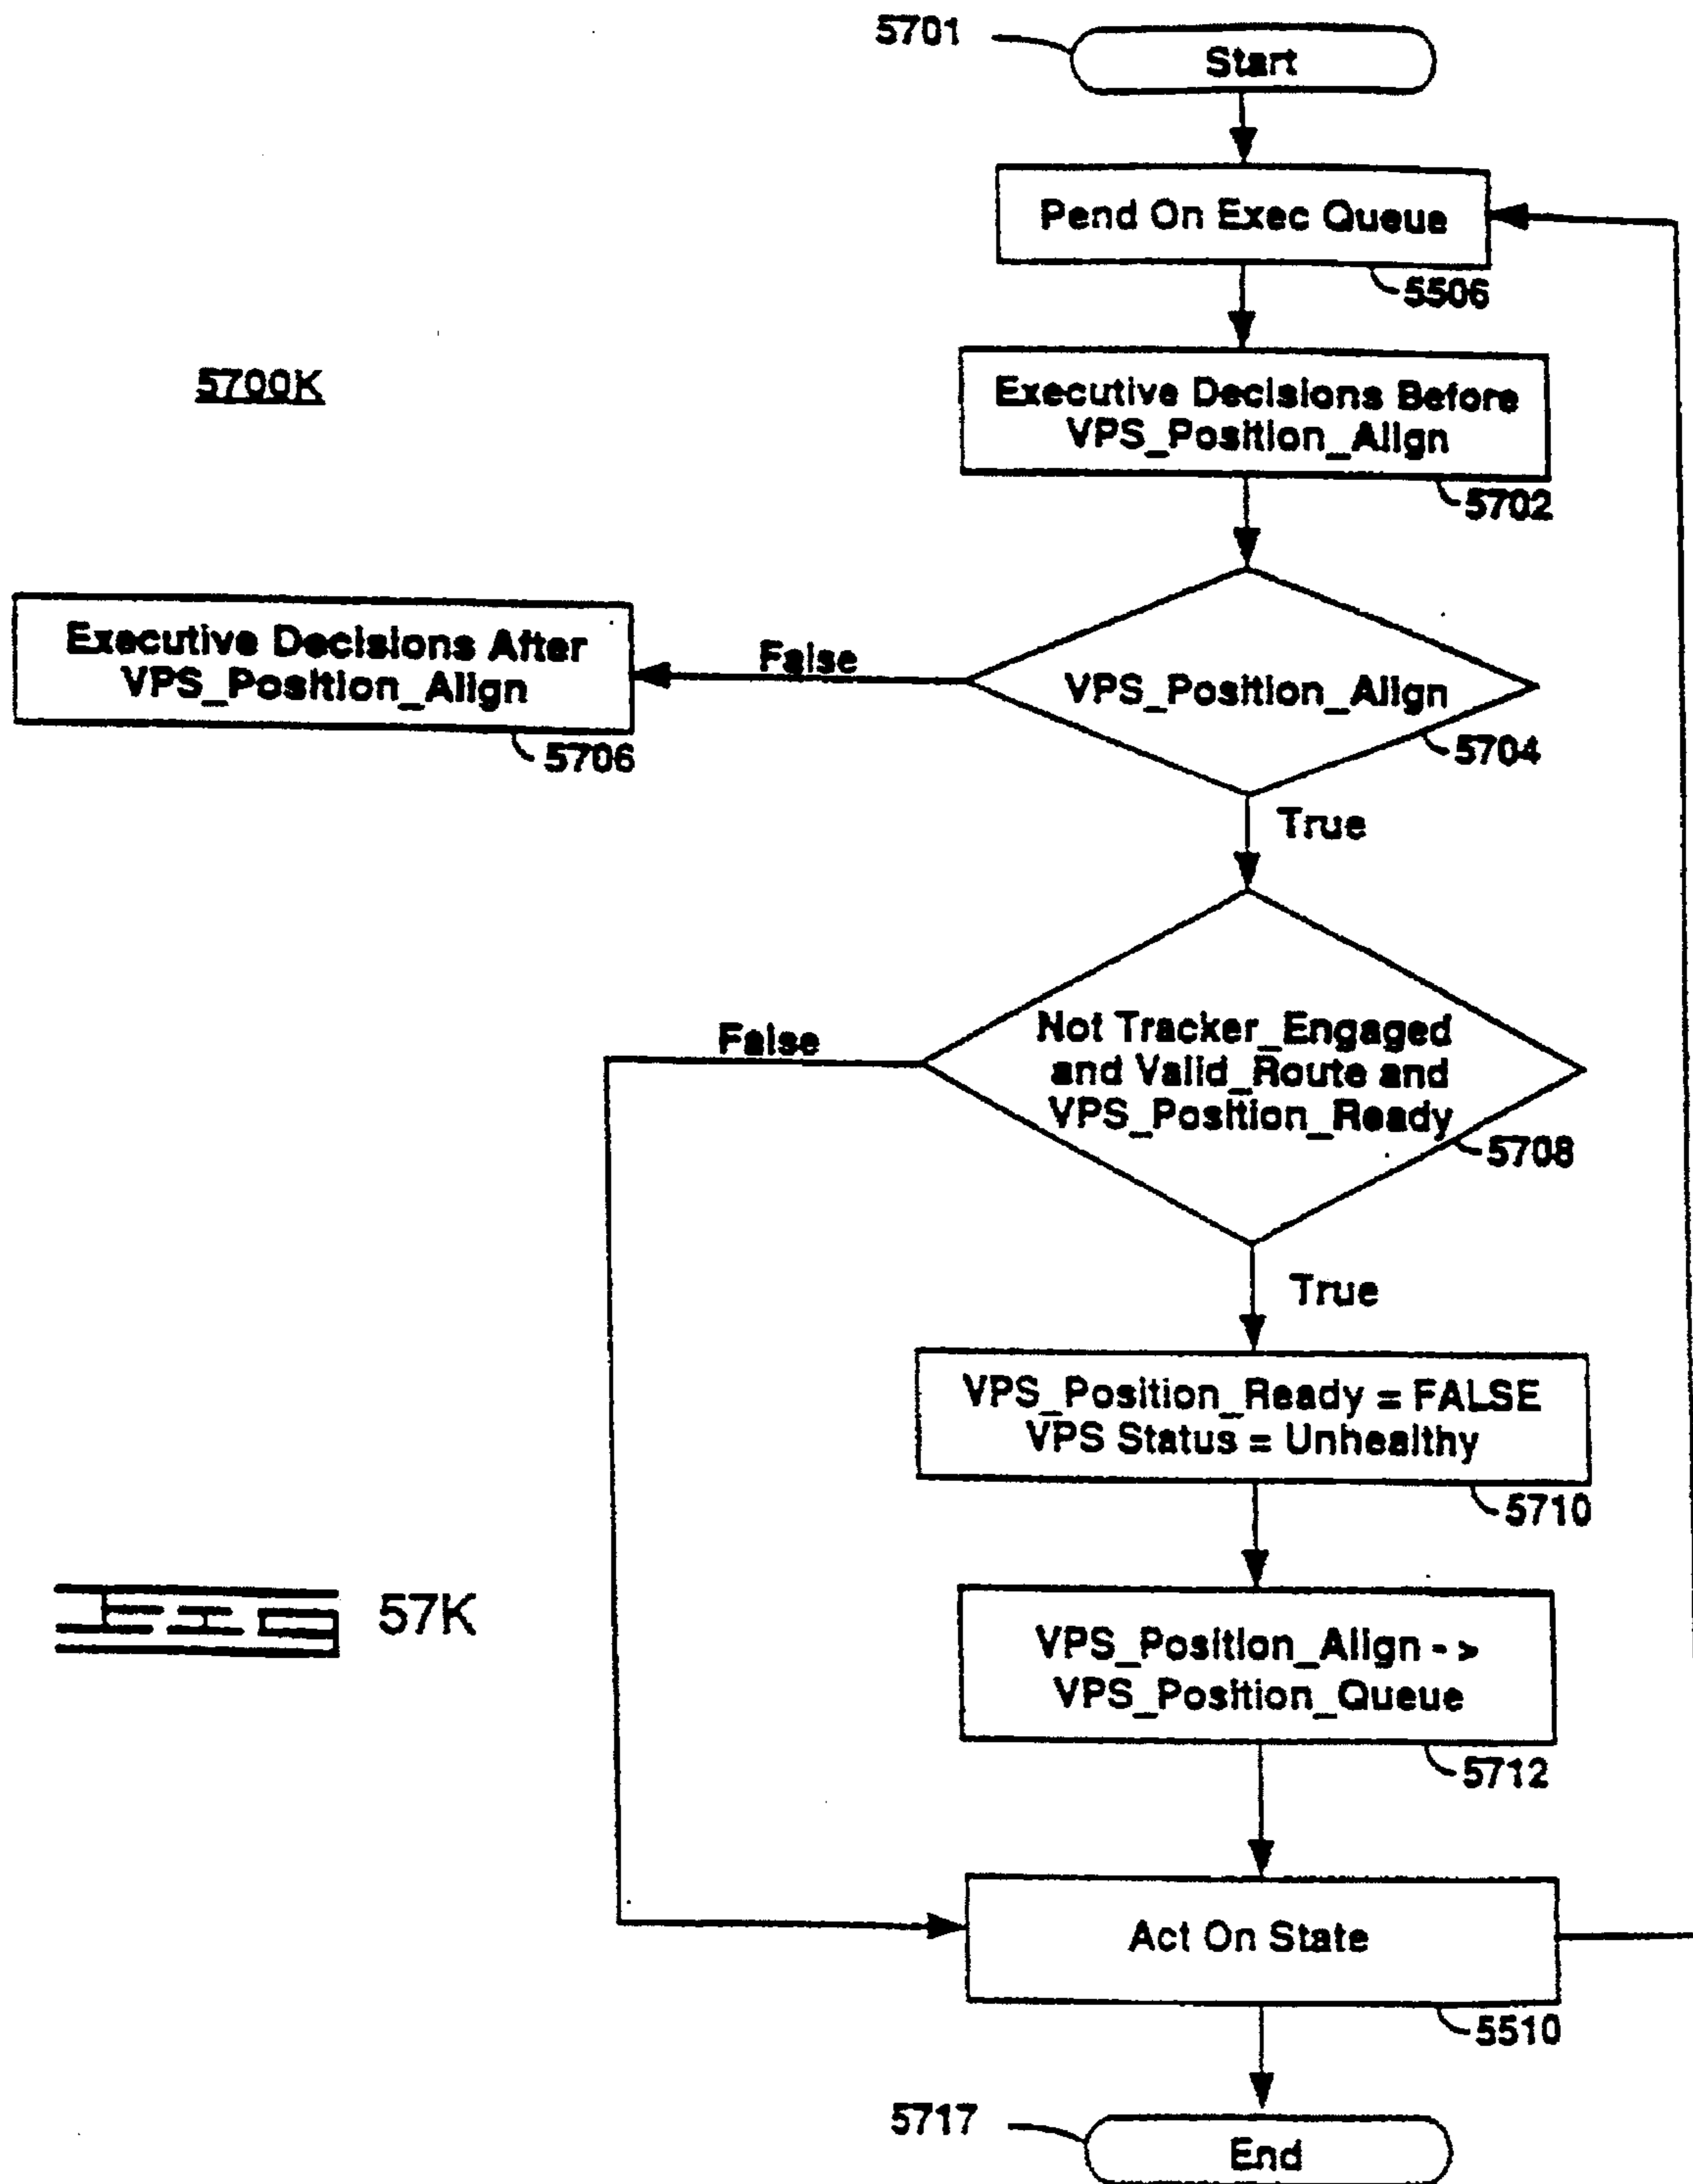 5701
Start
Pend On Exec Queue
5506
5700K
Executive Decisions Before
VPS_Position_Align
5702
Executive Decisions After
VPS_Position_Align
5706
False
VPS_Position_Align
5704
True
False
Not Tracker_Engaged
and Valid_Route and
VPS_Position_Ready
5708
True
VPS_Position_Ready = FALSE
VPS Status = Unhealthy
5710
57K
VPS_Position_Align - >
VPS_Position_Queue
5712
Act On State
5510
5717
End